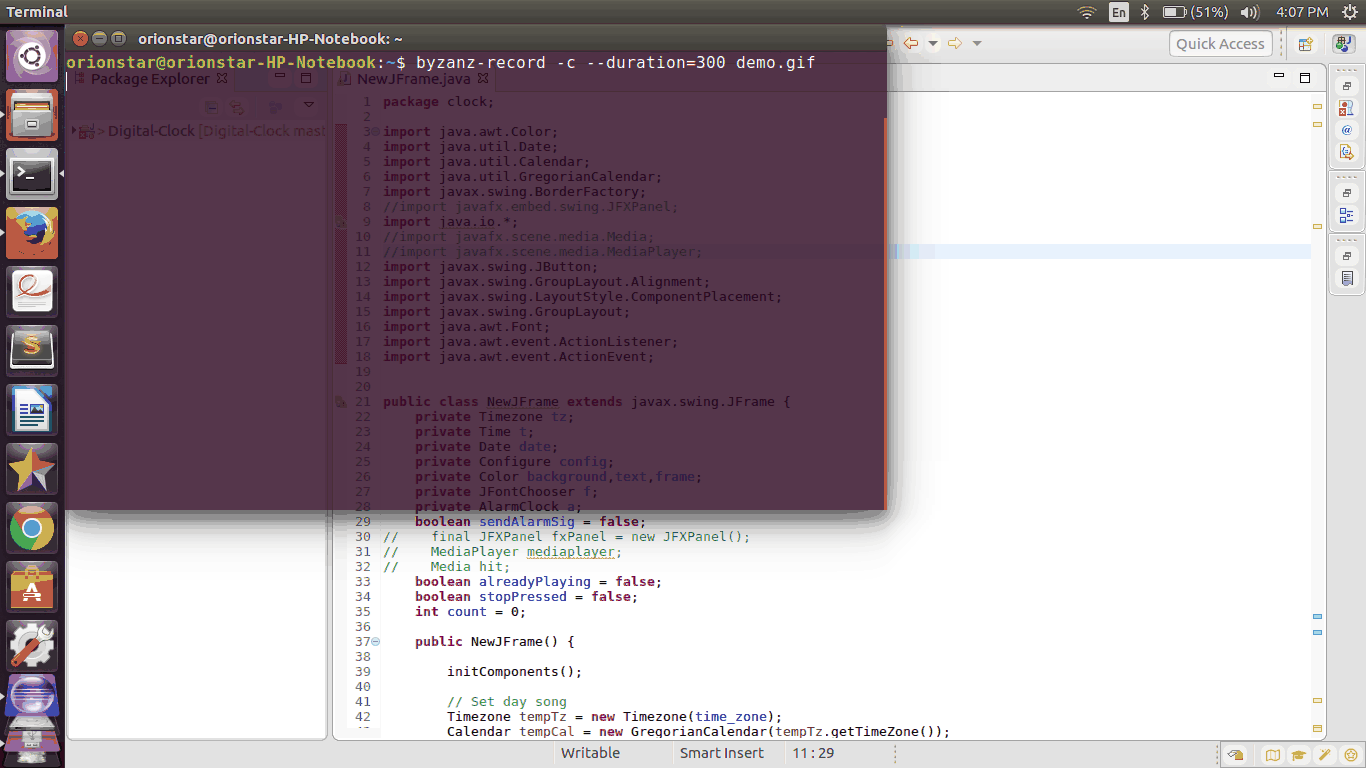 Terminal
En
(51%)
4:07 PM
orionstar@orionstar-HP-Notebook: ~
Quick Access
orionstar@orionstar-HP-Notebook:~$ byzanz-record -c --duration=300 demo.gif
Package Explorer
NewJFrame.java
> Digital-Clock [Digital-Clock mast
1 package clock;
2
3 import java.awt.Color;
4 import java.util.Date;
5 import java.util.Calendar;
6 import java.util.GregorianCalendar;
7 import javax.swing.BorderFactory;
8 //import javafx.embed.swing.JFXPanel;
9 import java.io.*;
10 //import javafx.scene.media.Media;
11 //import javafx.scene.media.MediaPlayer;
12 import javax.swing.JButton;
13 import javax.swing.GroupLayout.Alignment;
14 import javax.swing.LayoutStyle.ComponentPlacement;
15 import javax.swing.GroupLayout;
16 import java.awt.Font;
17 import java.awt.event.ActionListener;
18 import java.awt.event.ActionEvent;
19
20
21 public class NewJFrame extends javax.swing.JFrame {
22 private Timezone tz;
23 private Time t;
24 private Date date;
25 private Configure config;
26 private Color background,text,frame;
27 private JFontChooser f;
28 private AlarmClock a;
29 boolean sendAlarmSig = false;
30 // final JFXPanel fxPanel = new JFXPanel();
31 // MediaPlayer mediaplayer;
32 // Media hit;
33 boolean alreadyPlaying = false;
34 boolean stopPressed = false;
35 int count = 0;
36
37 public NewJFrame() {
38
39 initComponents();
40
41 // Set day song
42 Timezone tempTz = new Timezone(time_zone);
Calendar tempCal = new GregorianCalendar(tempTz.getTimeZone());
Writable
Smart Insert
11 : 29